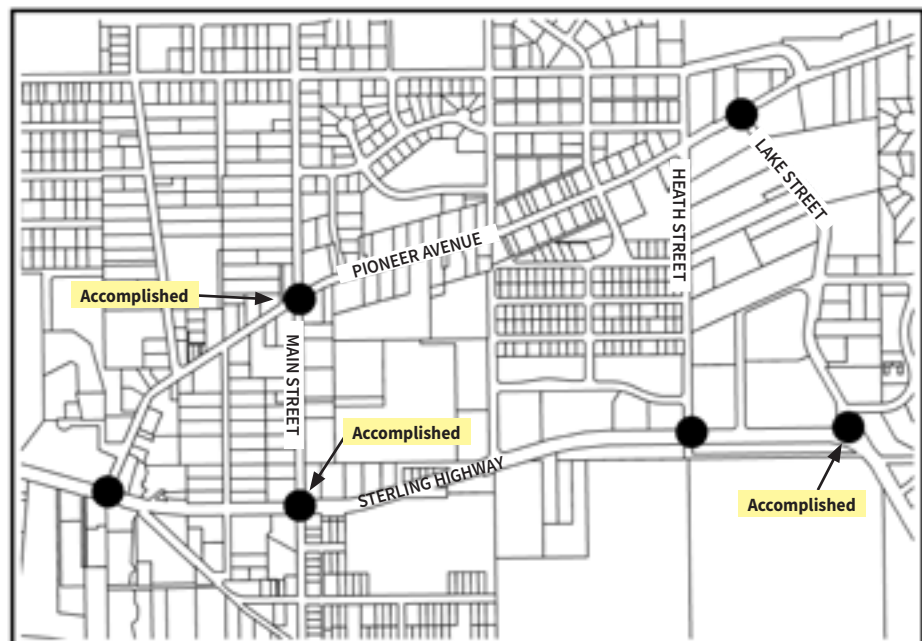 LAKE STREET
HEATH STREET
PIONEER AVENUE
Accomplished
MAIN STREET
Accomplished
STERLING HIGHWAY
Accomplished